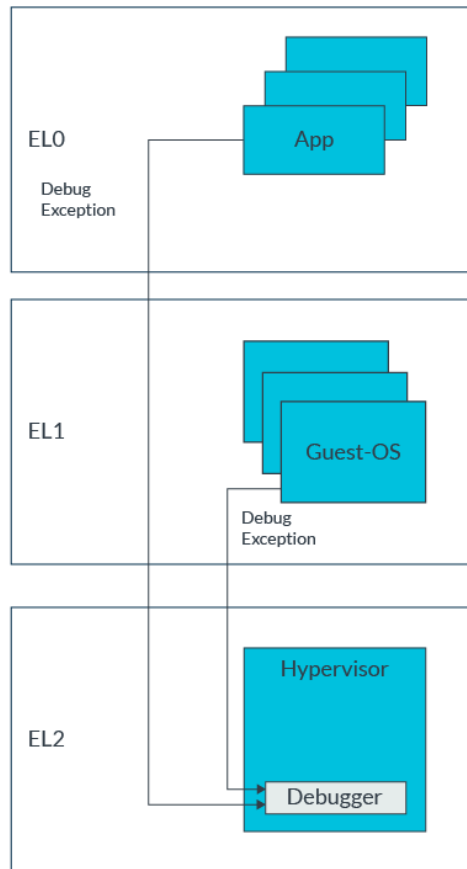 App
EL0
Debug
Exception
EL1
Guest-OS
Debug
Exception
Hypervisor
EL2
Debugger